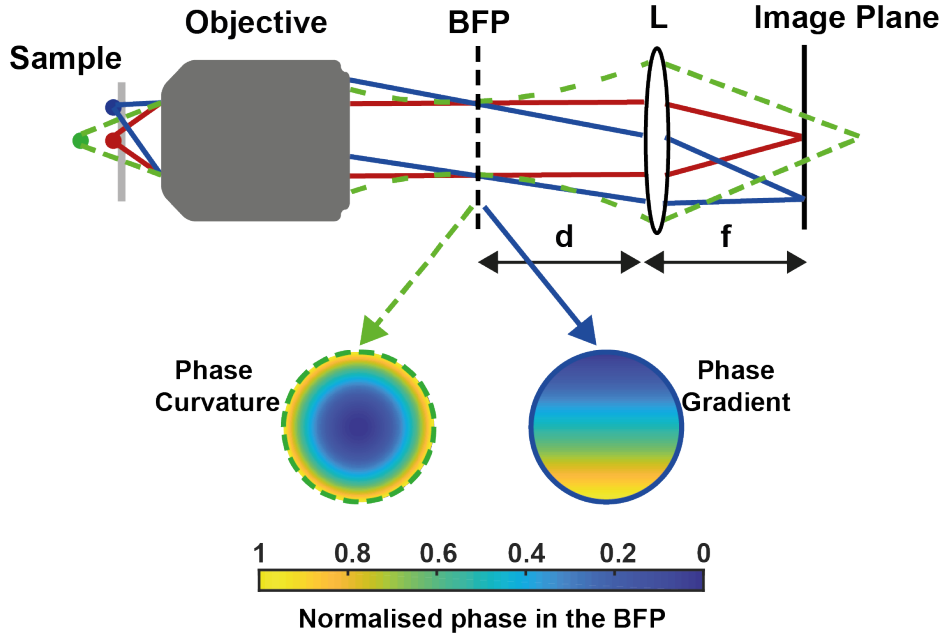 Sample
Objective
BFP
L
Image Plane
d
f
Phase
Curvature
Phase
Gradient
1 0.8 0.6 0.4 0.2 0
Normalised phase in the BFP